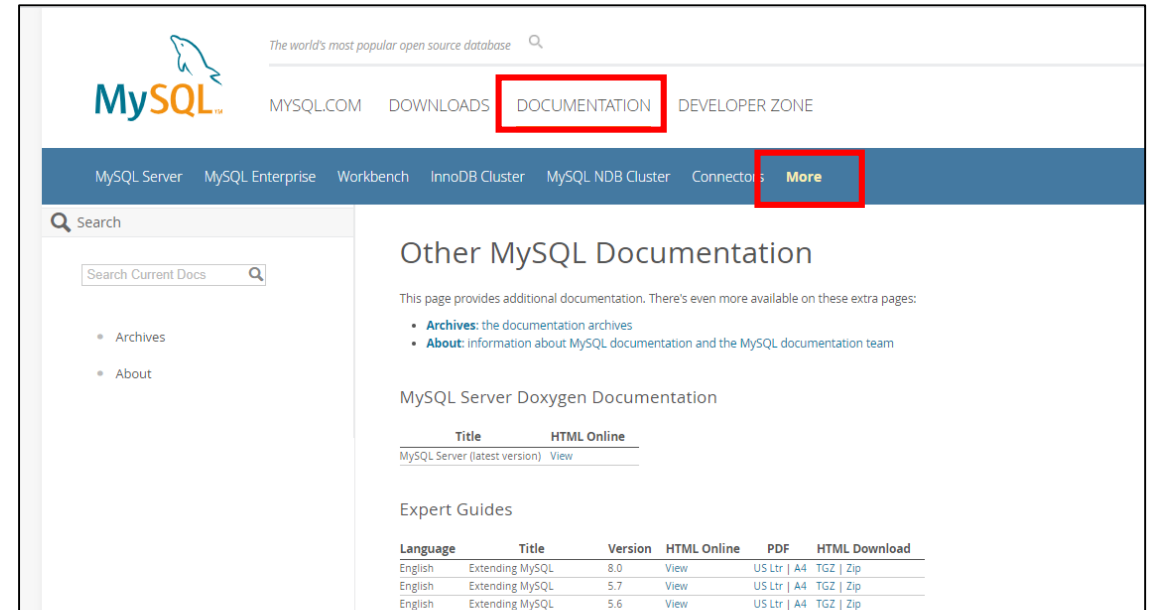 The world's most popular open source database
MySQL™
MYSQL.COM DOWNLOADS DOCUMENTATION DEVELOPER ZONE
MySQL Server MySQL Enterprise Workbench InnoDB Cluster MySQL NDB Cluster Connectors More
Search
Search Current Docs
Archives
About
Other MySQL Documentation
This page provides additional documentation. There's even more available on these extra pages:
Archives: the documentation archives
About: information about MySQL documentation and the MySQL documentation team
MySQL Server Doxygen Documentation
Title HTML Online
MySQL Server (latest version) View
Expert Guides
Language Title Version HTML Online PDF HTML Download
English Extending MySQL 8.0 View US Ltr | A4 TGZ | Zip
English Extending MySQL 5.7 View US Ltr | A4 TGZ | Zip
English Extending MySQL 5.6 View US Ltr | A4 TGZ | Zip